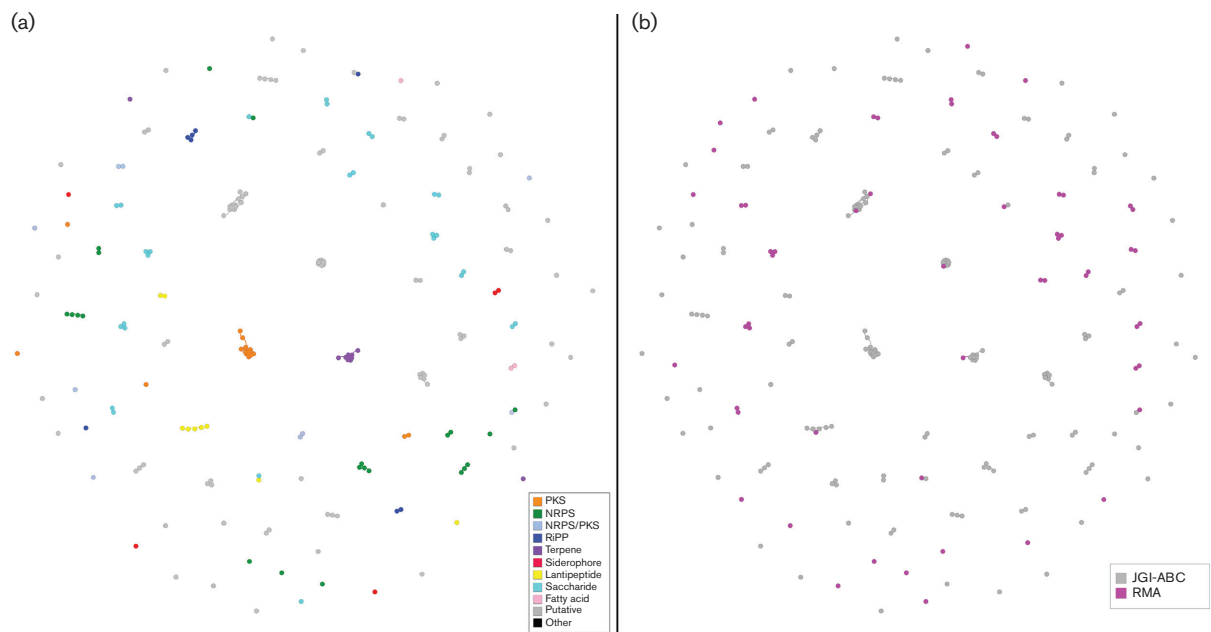 (a)
PKS
NRPS
NRPS/PKS
RiPP
Terpene
Siderophore
Lantipeptide
Saccharide
Fatty acid
Putative
Other
(b)
JGI-ABC
RMA